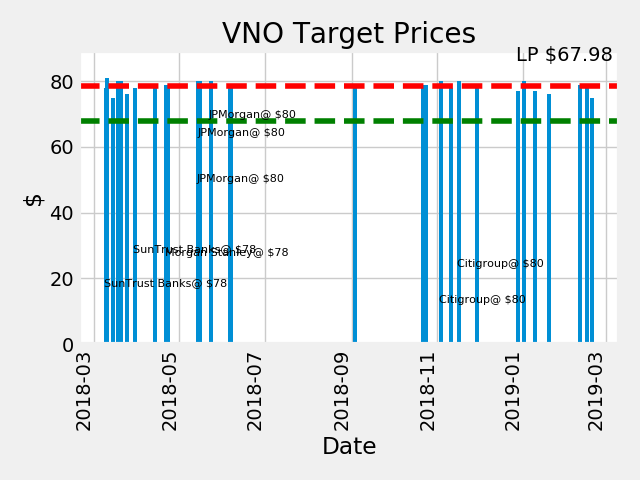 VNO Target Prices
LP $67.98
80
60
40
20
0
$
JPMorgan@ $80
JPMorgan@ $80
JPMorgan@ $80
SunTrust Banks@ $78
Morgan Stanley@ $78
SunTrust Banks@ $78
Citigroup@ $80
Citigroup@ $80
2018-03
2018-05
2018-07
2018-09
2018-11
2019-01
2019-03
Date